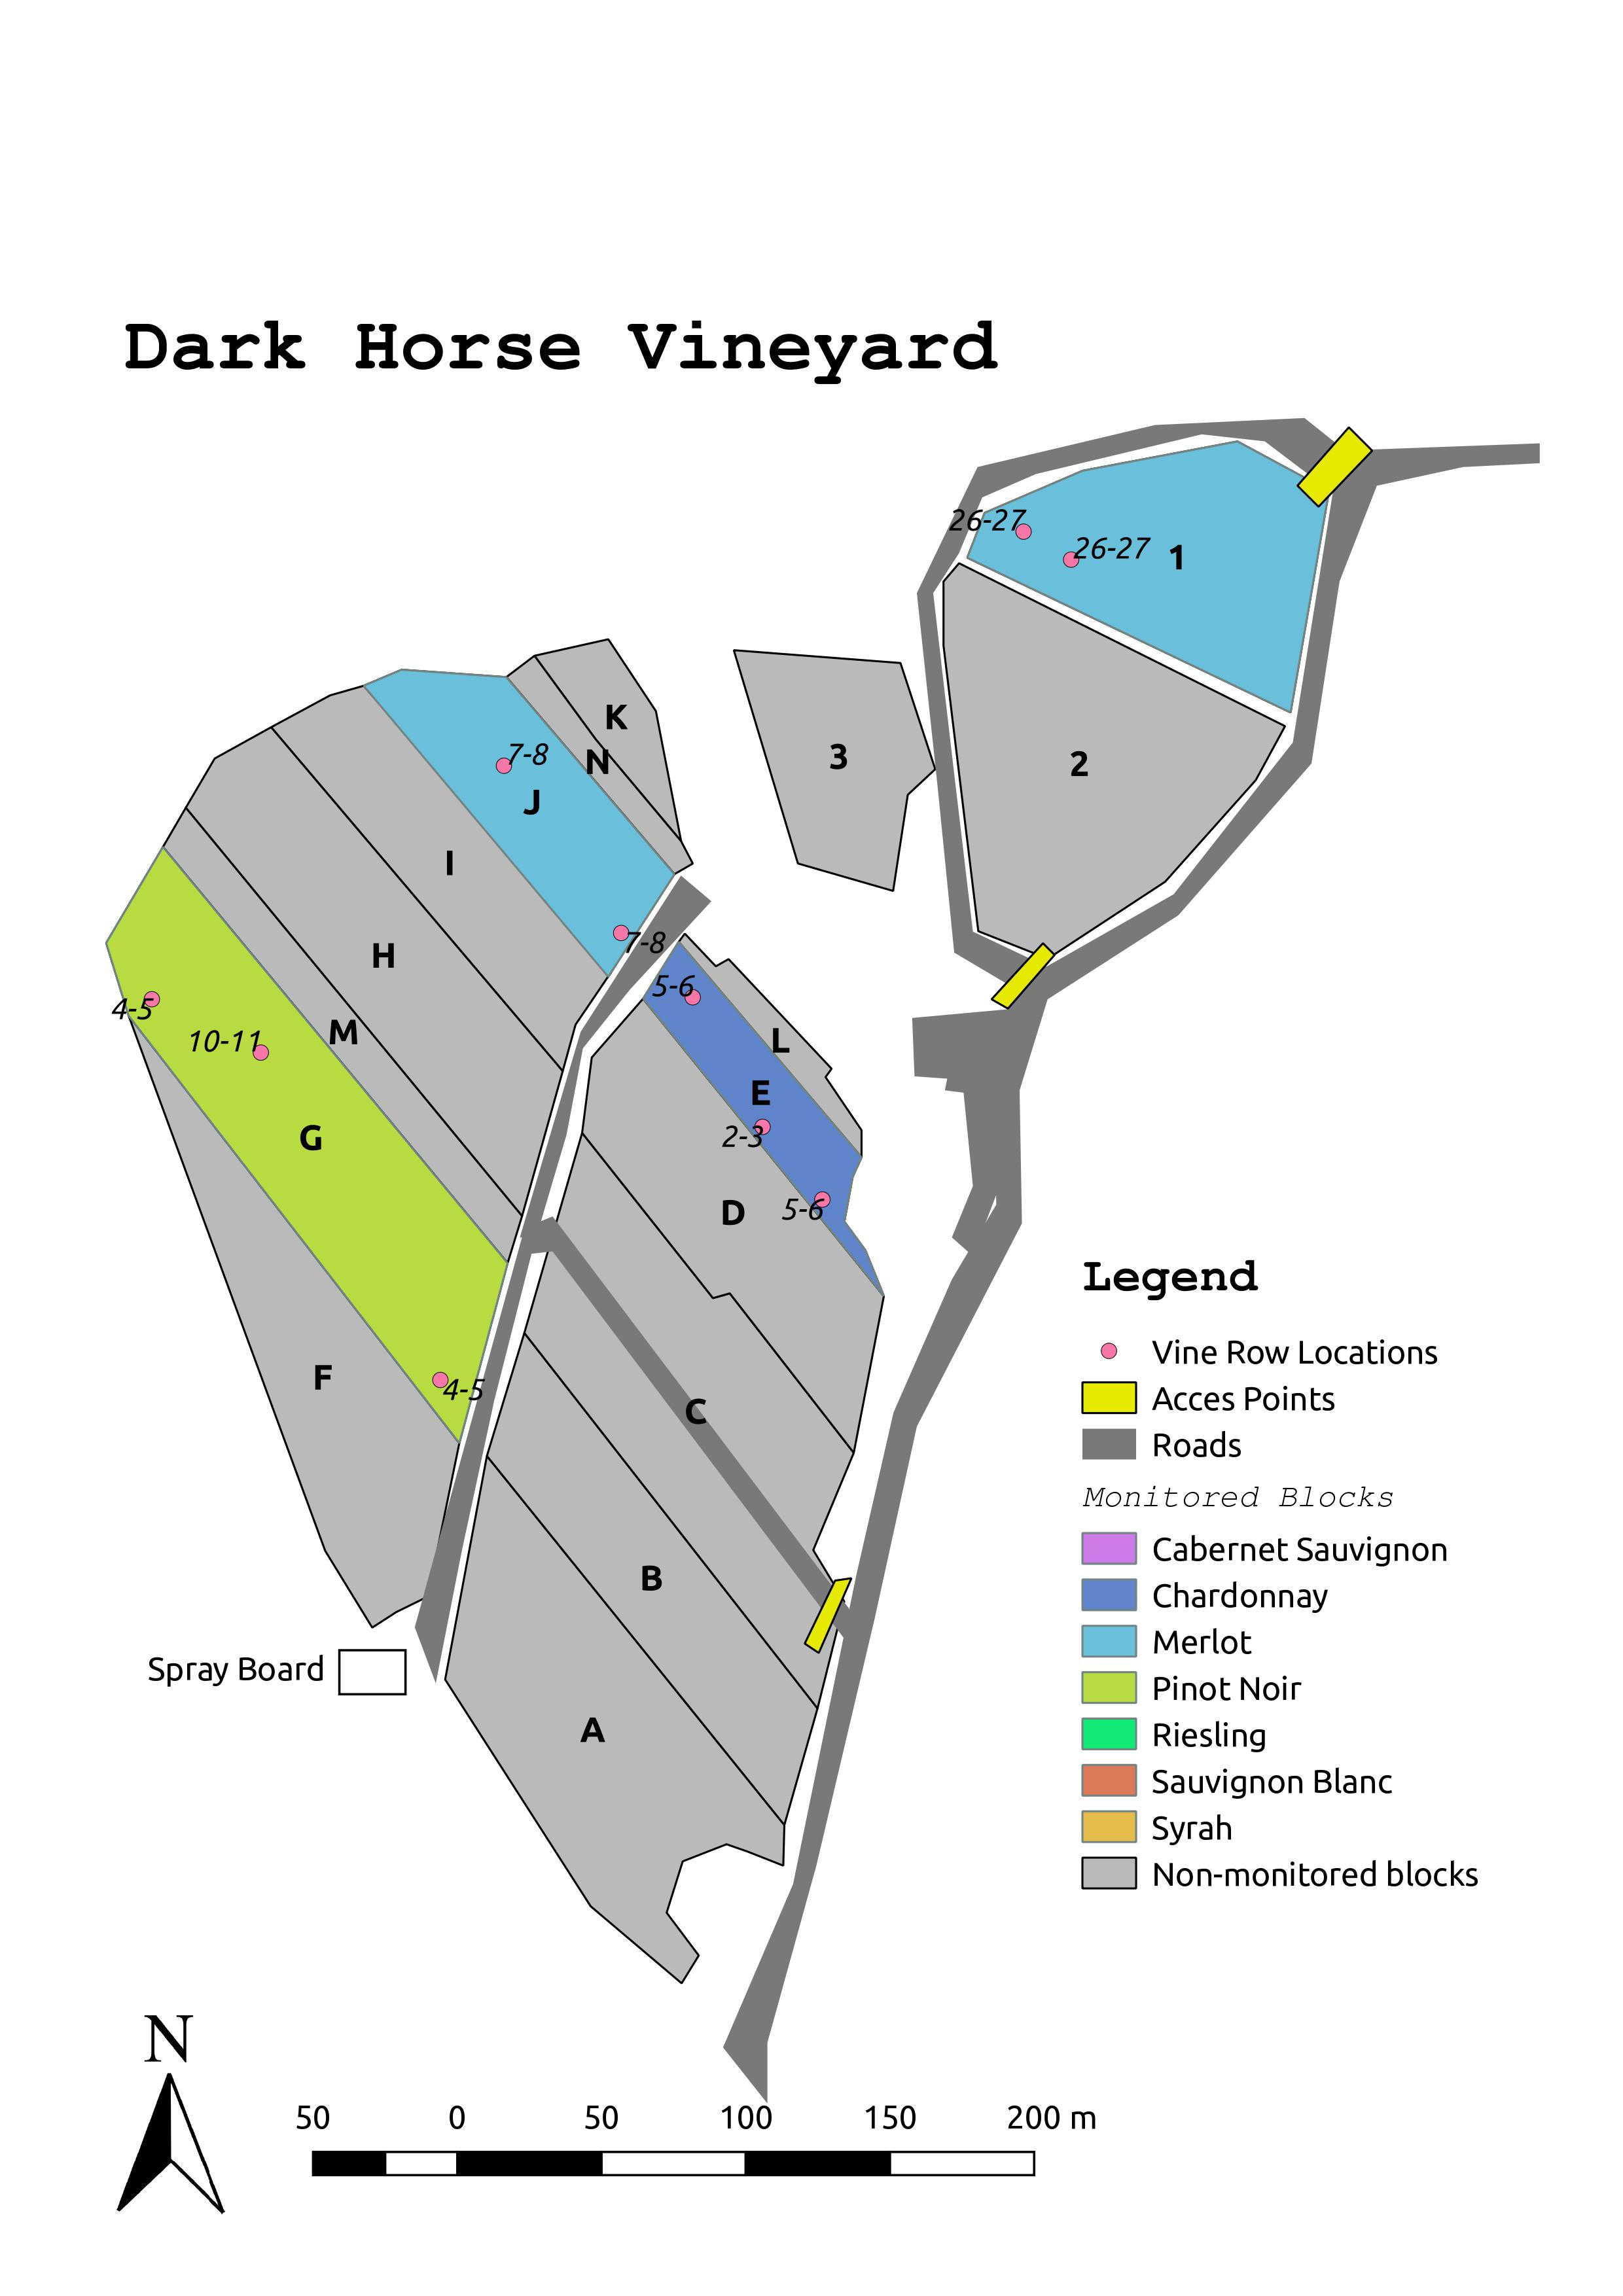 Dark Horse Vineyard
26-27
26-27
1
K
7-8
N
3
2
J
I
7-8
H
5-6
4-5
10-11
M
L
E
2-3
G
5-6
D
F
4-5
C
B
Spray Board
A
Legend
Vine Row Locations
Acces Points
Roads
Monitored Blocks
Cabernet Sauvignon
Chardonnay
Merlot
Pinot Noir
Riesling
Sauvignon Blanc
Syrah
Non-monitored blocks
N
50 0 50 100 150 200 m